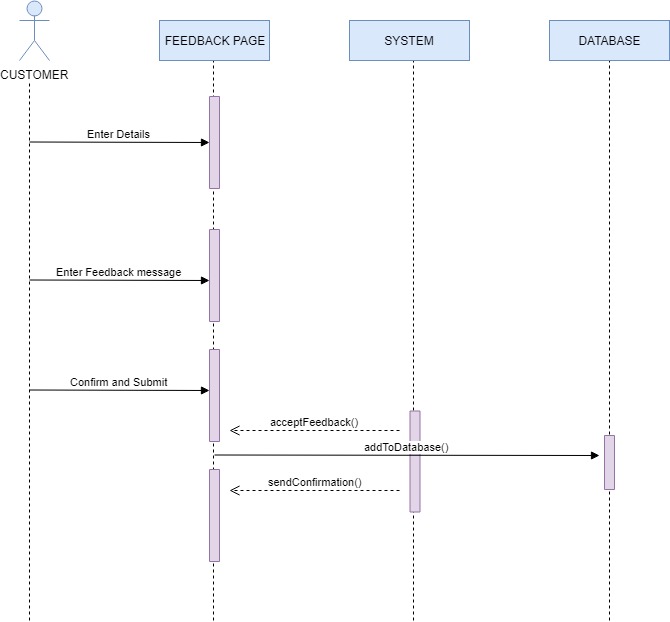 CUSTOMER
FEEDBACK PAGE
SYSTEM
DATABASE
Enter Details
Enter Feedback message
Confirm and Submit
acceptFeedback()
addToDatabase()
sendConfirmation()